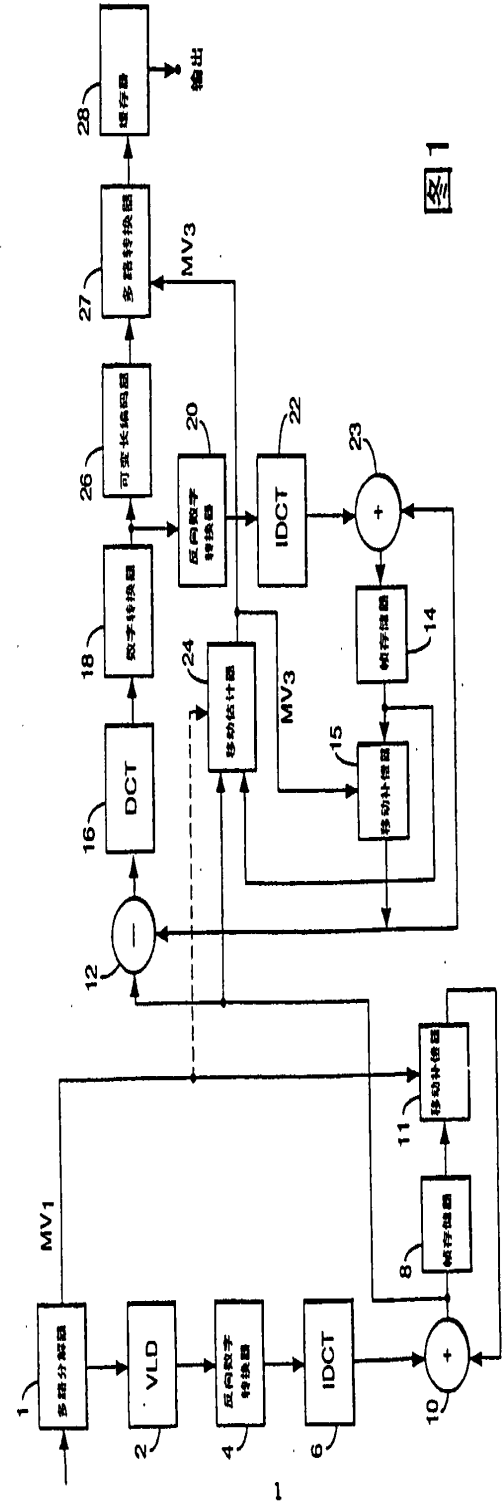 1
多路分解器
MV1
2
VLD
4
反向数字
转换器
6
IDCT
10
+
8
帧存储器
11
移动补偿器
12
—
16
DCT
18
数字转换器
26
可变长编码器
27
多路转换器
28
缓存器
输出
MV3
20
反向数字
转换器
22
IDCT
23
+
14
帧存储器
15
移动补偿器
24
移动估计器
MV3
图1
1